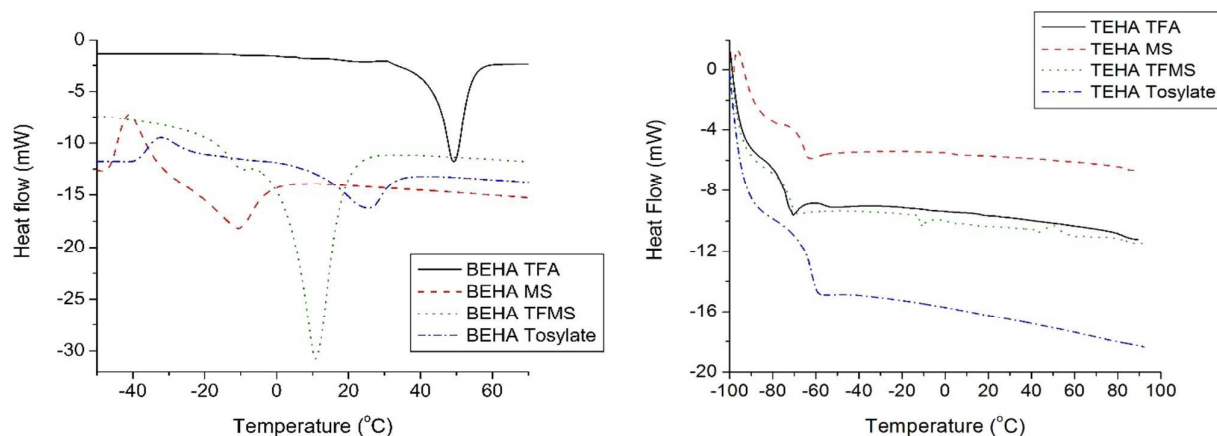 0
-5
-10
-15
-20
-25
-30
Heat flow (mW)
-40
-20
0
20
40
60
Temperature (°C)
BEHA TFA
BEHA MS
BEHA TFMS
BEHA Tosylate
0
-4
-8
-12
-16
-20
Heat Flow (mW)
-100
-80
-60
-40
-20
0
20
40
60
80
100
Temperature (°C)
TEHA TFA
TEHA MS
TEHA TFMS
TEHA Tosylate